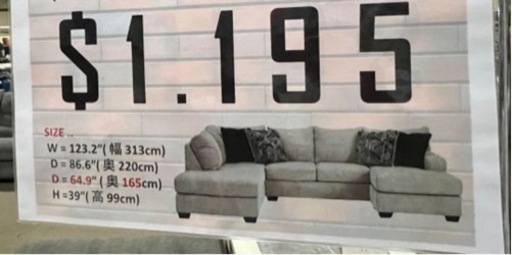 $1.195
SIZE..
W = 123.2"( 幅 313cm)
D = 86.6"( 奥 220cm)
D = 64.9" ( 奥 165cm)
H =39"( 高 99cm)